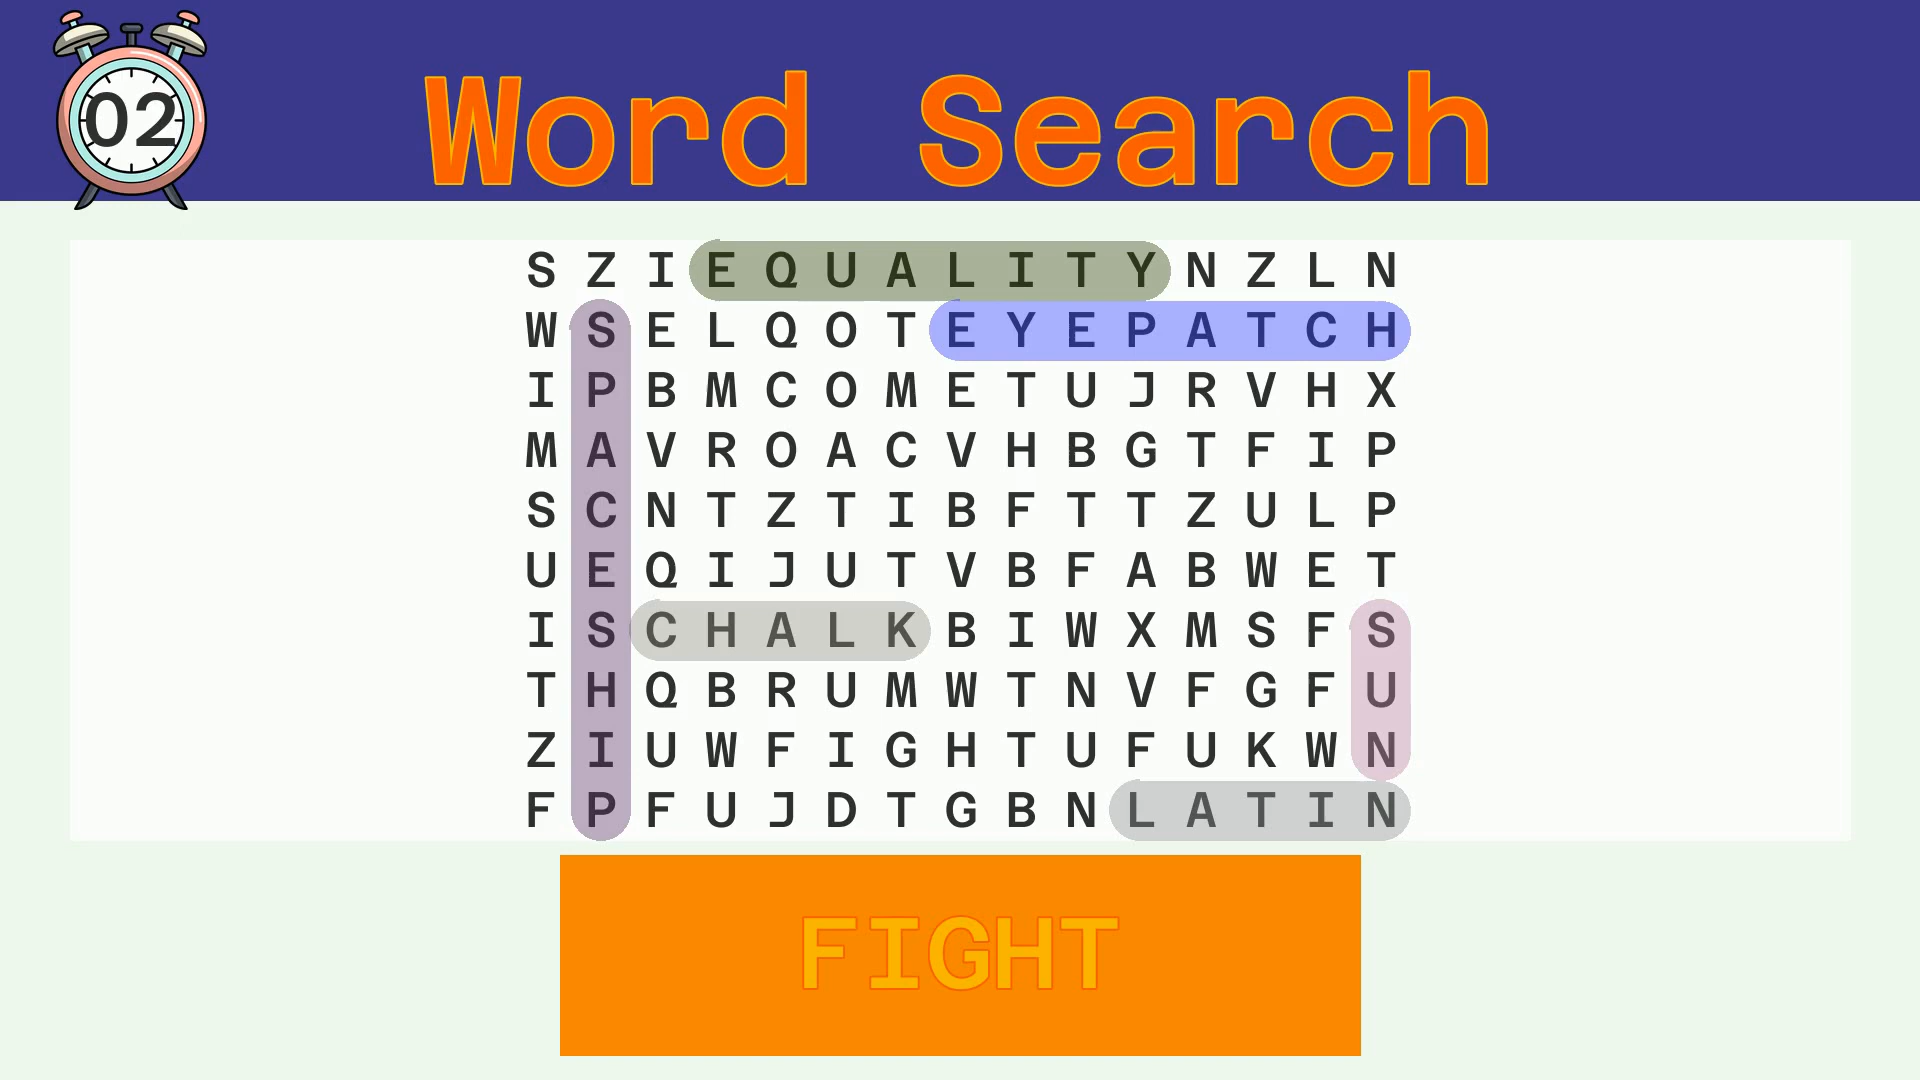 02
Word Search
S Z I E Q U A L I T Y N Z L N
W S E L Q O T E Y E P A T C H
I P B M C O M E T U J R V H X
M A V R O A C V H B G T F I P
S C N T Z T I B F T T Z U L P
U E Q I J U T V B F A B W E T
I S C H A L K B I W X M S F S
T H Q B R U M W T N V F G F U
Z I U W F I G H T U F U K W N
F P F U J D T G B N L A T I N
FIGHT